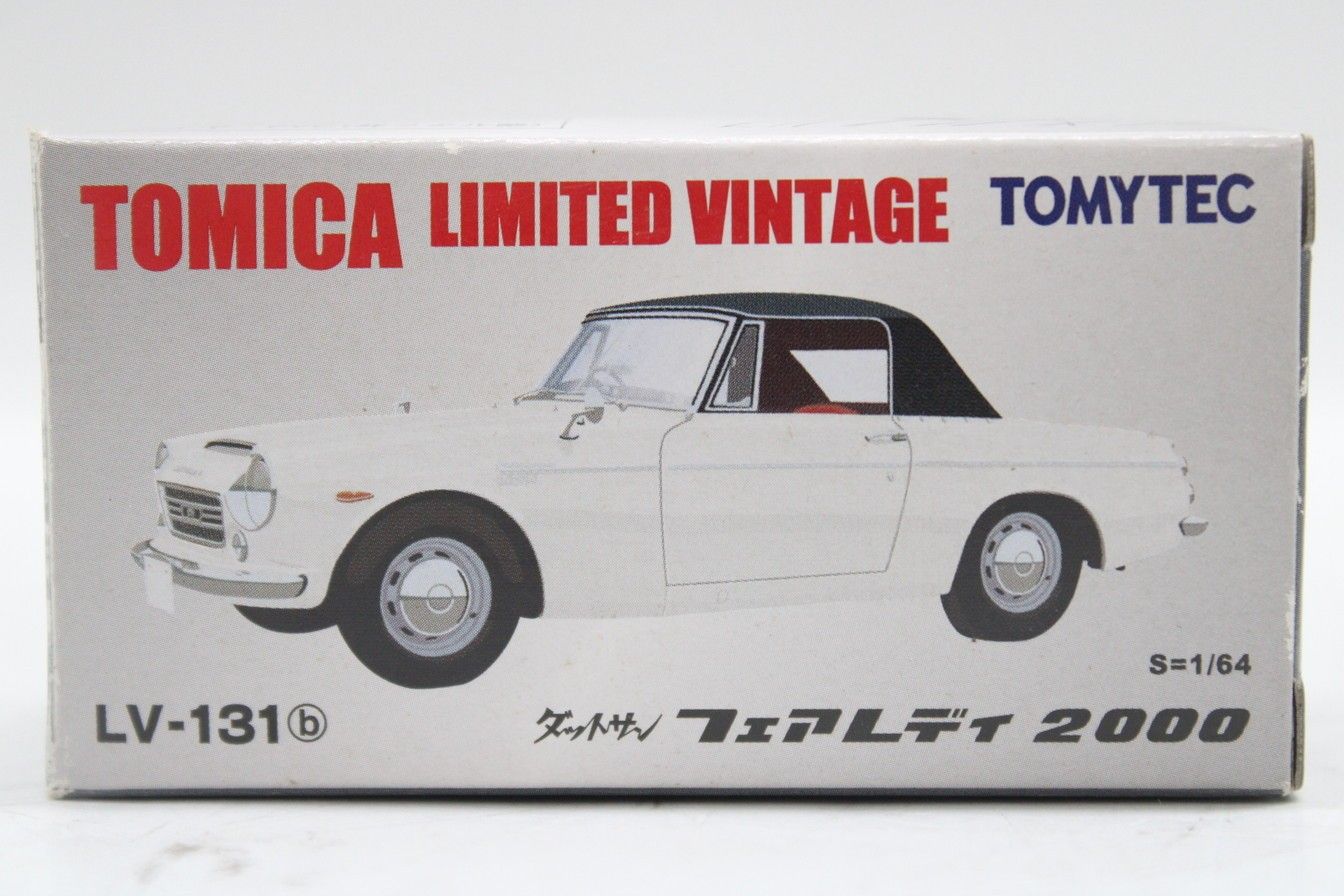 TOMICA LIMITED VINTAGE TOMYTEC
S=1/64
LV-131ⓑ ダットサン フェアレディ 2000